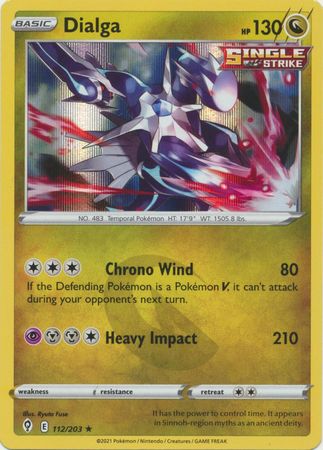 BASIC
Dialga
HP 130
SINGLE STRIKE
NO. 483 Temporal Pokémon HT: 17'9" WT: 1505.8 lbs.
Chrono Wind 80
If the Defending Pokémon is a Pokémon V, it can't attack
during your opponent's next turn.
Heavy Impact 210
weakness resistance retreat
Illus. Ryuta Fuse
It has the power to control time. It appears
in Sinnoh-region myths as an ancient deity.
E 112/203 ★
©2021 Pokémon / Nintendo / Creatures / GAME FREAK